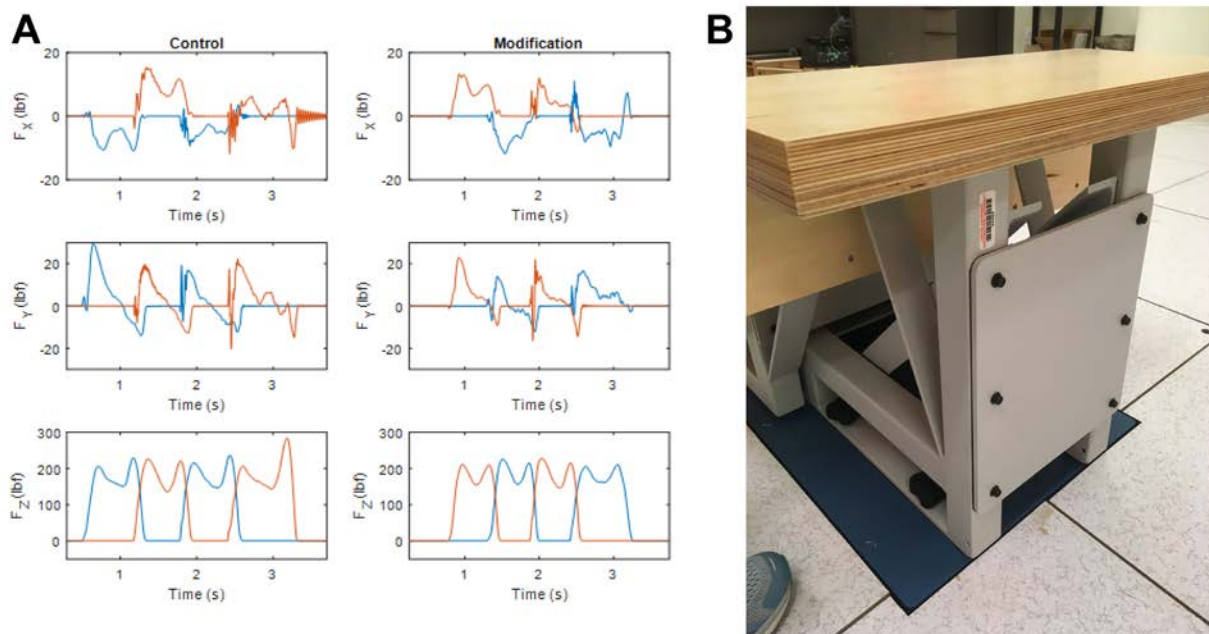 A
B
Control
Modification
20
0
-20
F_X (lbf)
1 2 3
Time (s)
20
0
-20
F_X (lbf)
1 2 3
Time (s)
20
0
-20
F_Y (lbf)
1 2 3
Time (s)
20
0
-20
F_Y (lbf)
1 2 3
Time (s)
300
200
100
0
F_Z (lbf)
1 2 3
Time (s)
300
200
100
0
F_Z (lbf)
1 2 3
Time (s)